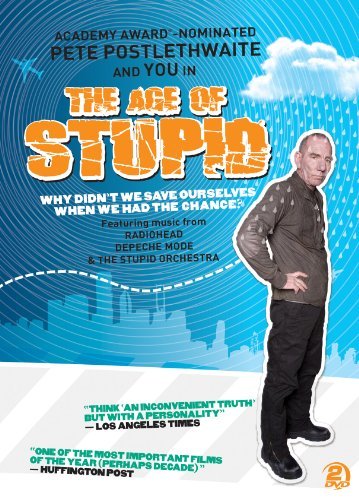 ACADEMY AWARD®-NOMINATED
PETE POSTLETHWAITE
AND YOU IN
THE AGE OF
STUPID
WHY DIDN'T WE SAVE OURSELVES
WHEN WE HAD THE CHANCE?
Featuring music from
RADIOHEAD
DEPECHE MODE
& THE STUPID ORCHESTRA
"THINK 'AN INCONVENIENT TRUTH'
BUT WITH A PERSONALITY"
— LOS ANGELES TIMES
"ONE OF THE MOST IMPORTANT FILMS
OF THE YEAR (PERHAPS DECADE)"
— HUFFINGTON POST
2
DVD